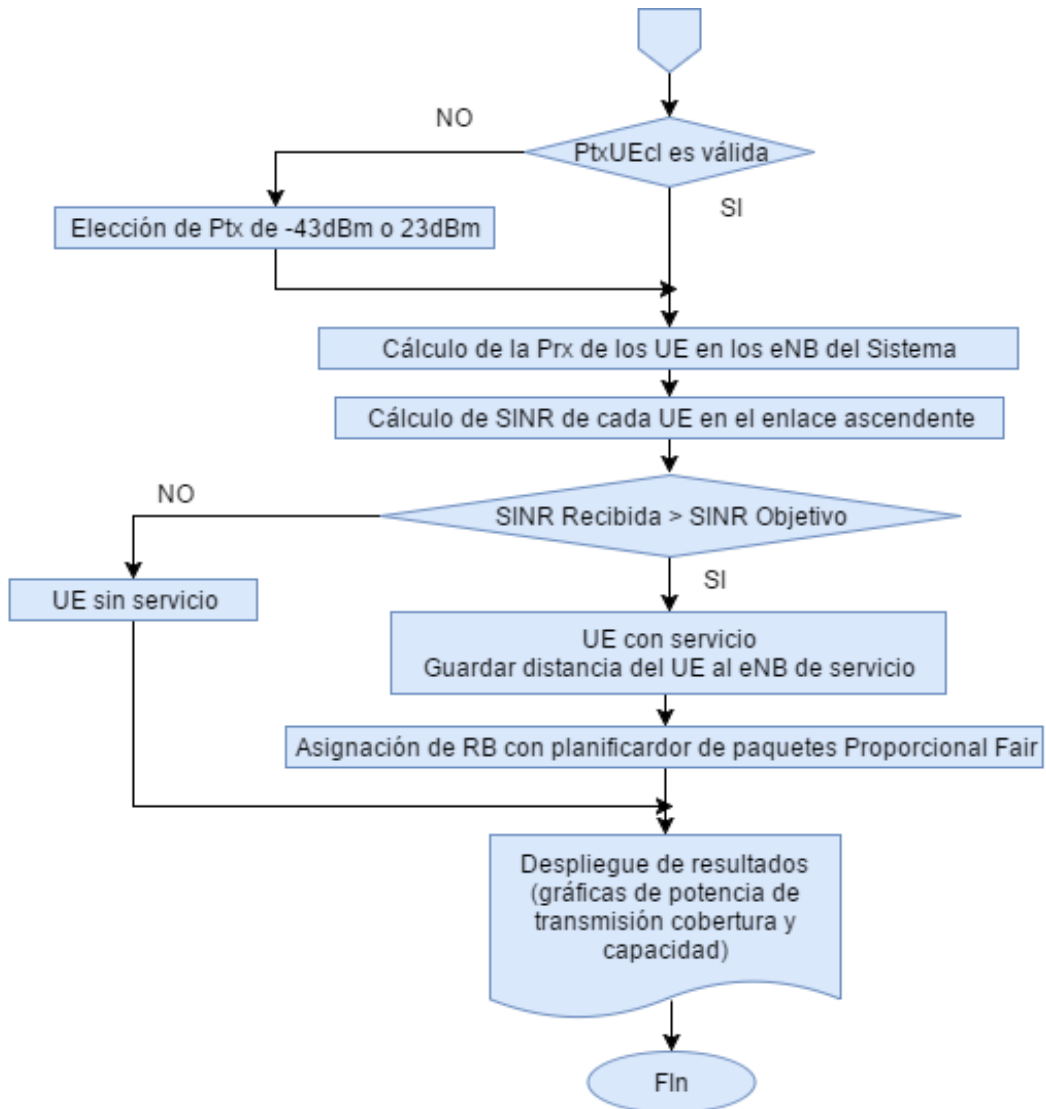 NO
PtxUEcl es válida
SI
Elección de Ptx de -43dBm o 23dBm
Cálculo de la Prx de los UE en los eNB del Sistema
Cálculo de SINR de cada UE en el enlace ascendente
NO
SINR Recibida > SINR Objetivo
SI
UE sin servicio
UE con servicio
Guardar distancia del UE al eNB de servicio
Asignación de RB con planificardor de paquetes Proporcional Fair
Despliegue de resultados
(gráficas de potencia de
transmisión cobertura y
capacidad)
FIn